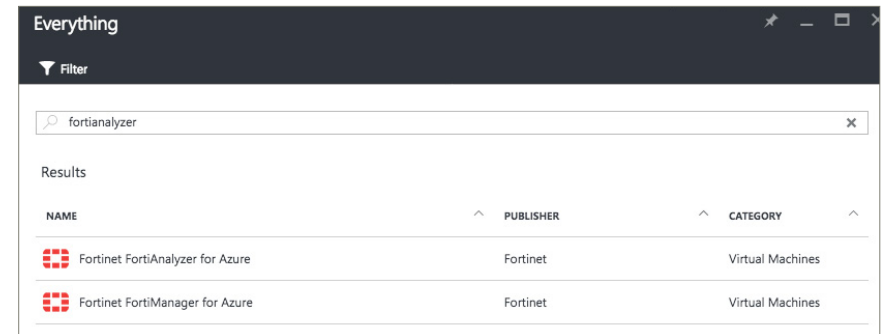 Everything
Filter
fortianalyzer
Results
NAME PUBLISHER CATEGORY
Fortinet FortiAnalyzer for Azure Fortinet Virtual Machines
Fortinet FortiManager for Azure Fortinet Virtual Machines